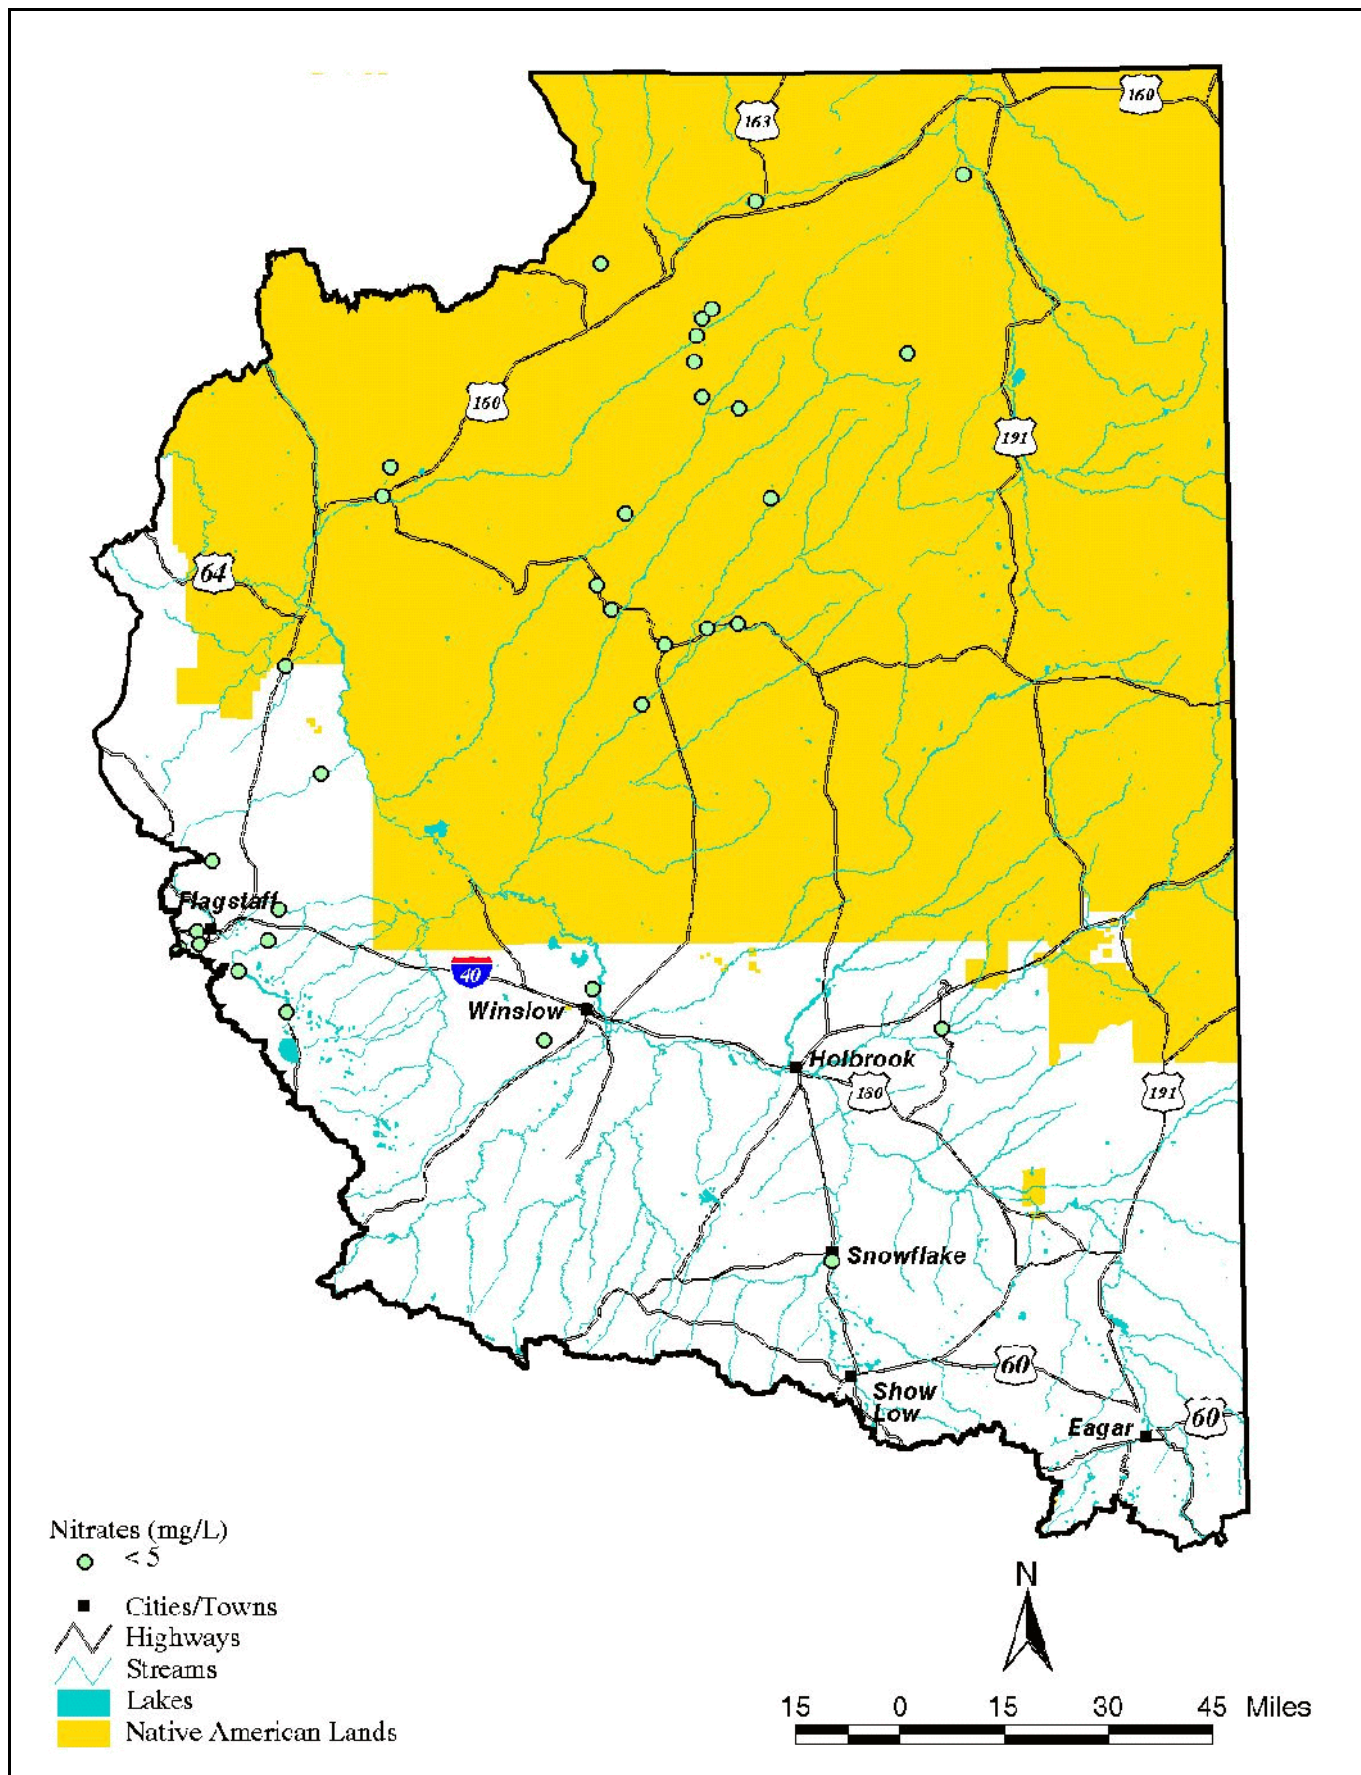 163
160
160
191
64
Flagstaff
40
Winslow
Holbrook
180
191
Snowflake
60
Show
Low
60
Eagar
Nitrates (mg/L)
< 5
Cities/Towns
Highways
Streams
Lakes
Native American Lands
N
15 0 15 30 45 Miles